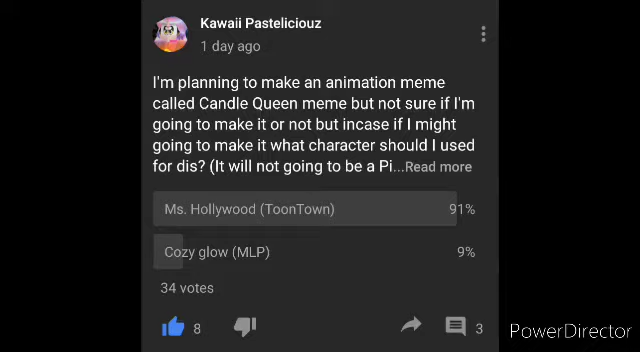 Kawaii Pasteliciouz
1 day ago
I'm planning to make an animation meme
called Candle Queen meme but not sure if I'm
going to make it or not but incase if I might
going to make it what character should I used
for dis? (It will not going to be a Pi...Read more
Ms. Hollywood (ToonTown) 91%
Cozy glow (MLP) 9%
34 votes
8 3
PowerDirector